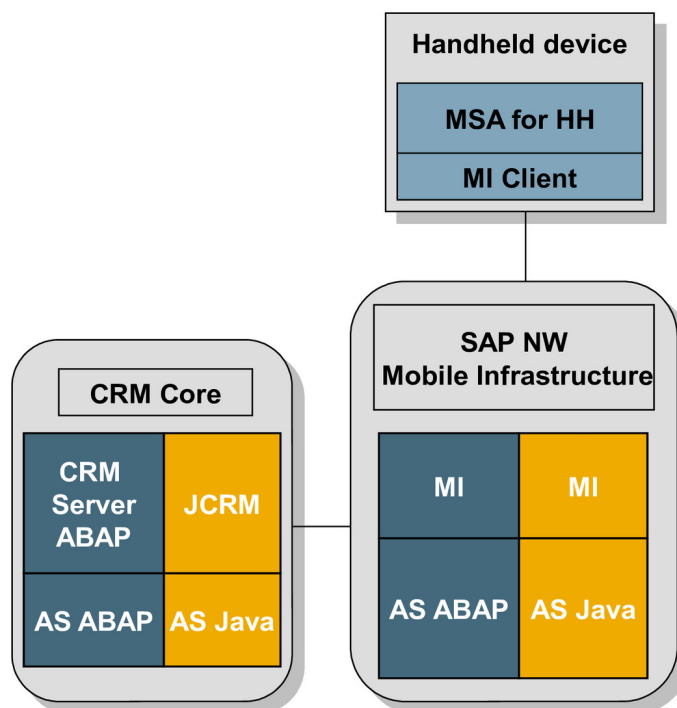 Handheld device
MSA for HH
MI Client
SAP NW
Mobile Infrastructure
MI
MI
AS ABAP
AS Java
CRM Core
CRM
Server
ABAP
JCRM
AS ABAP
AS Java